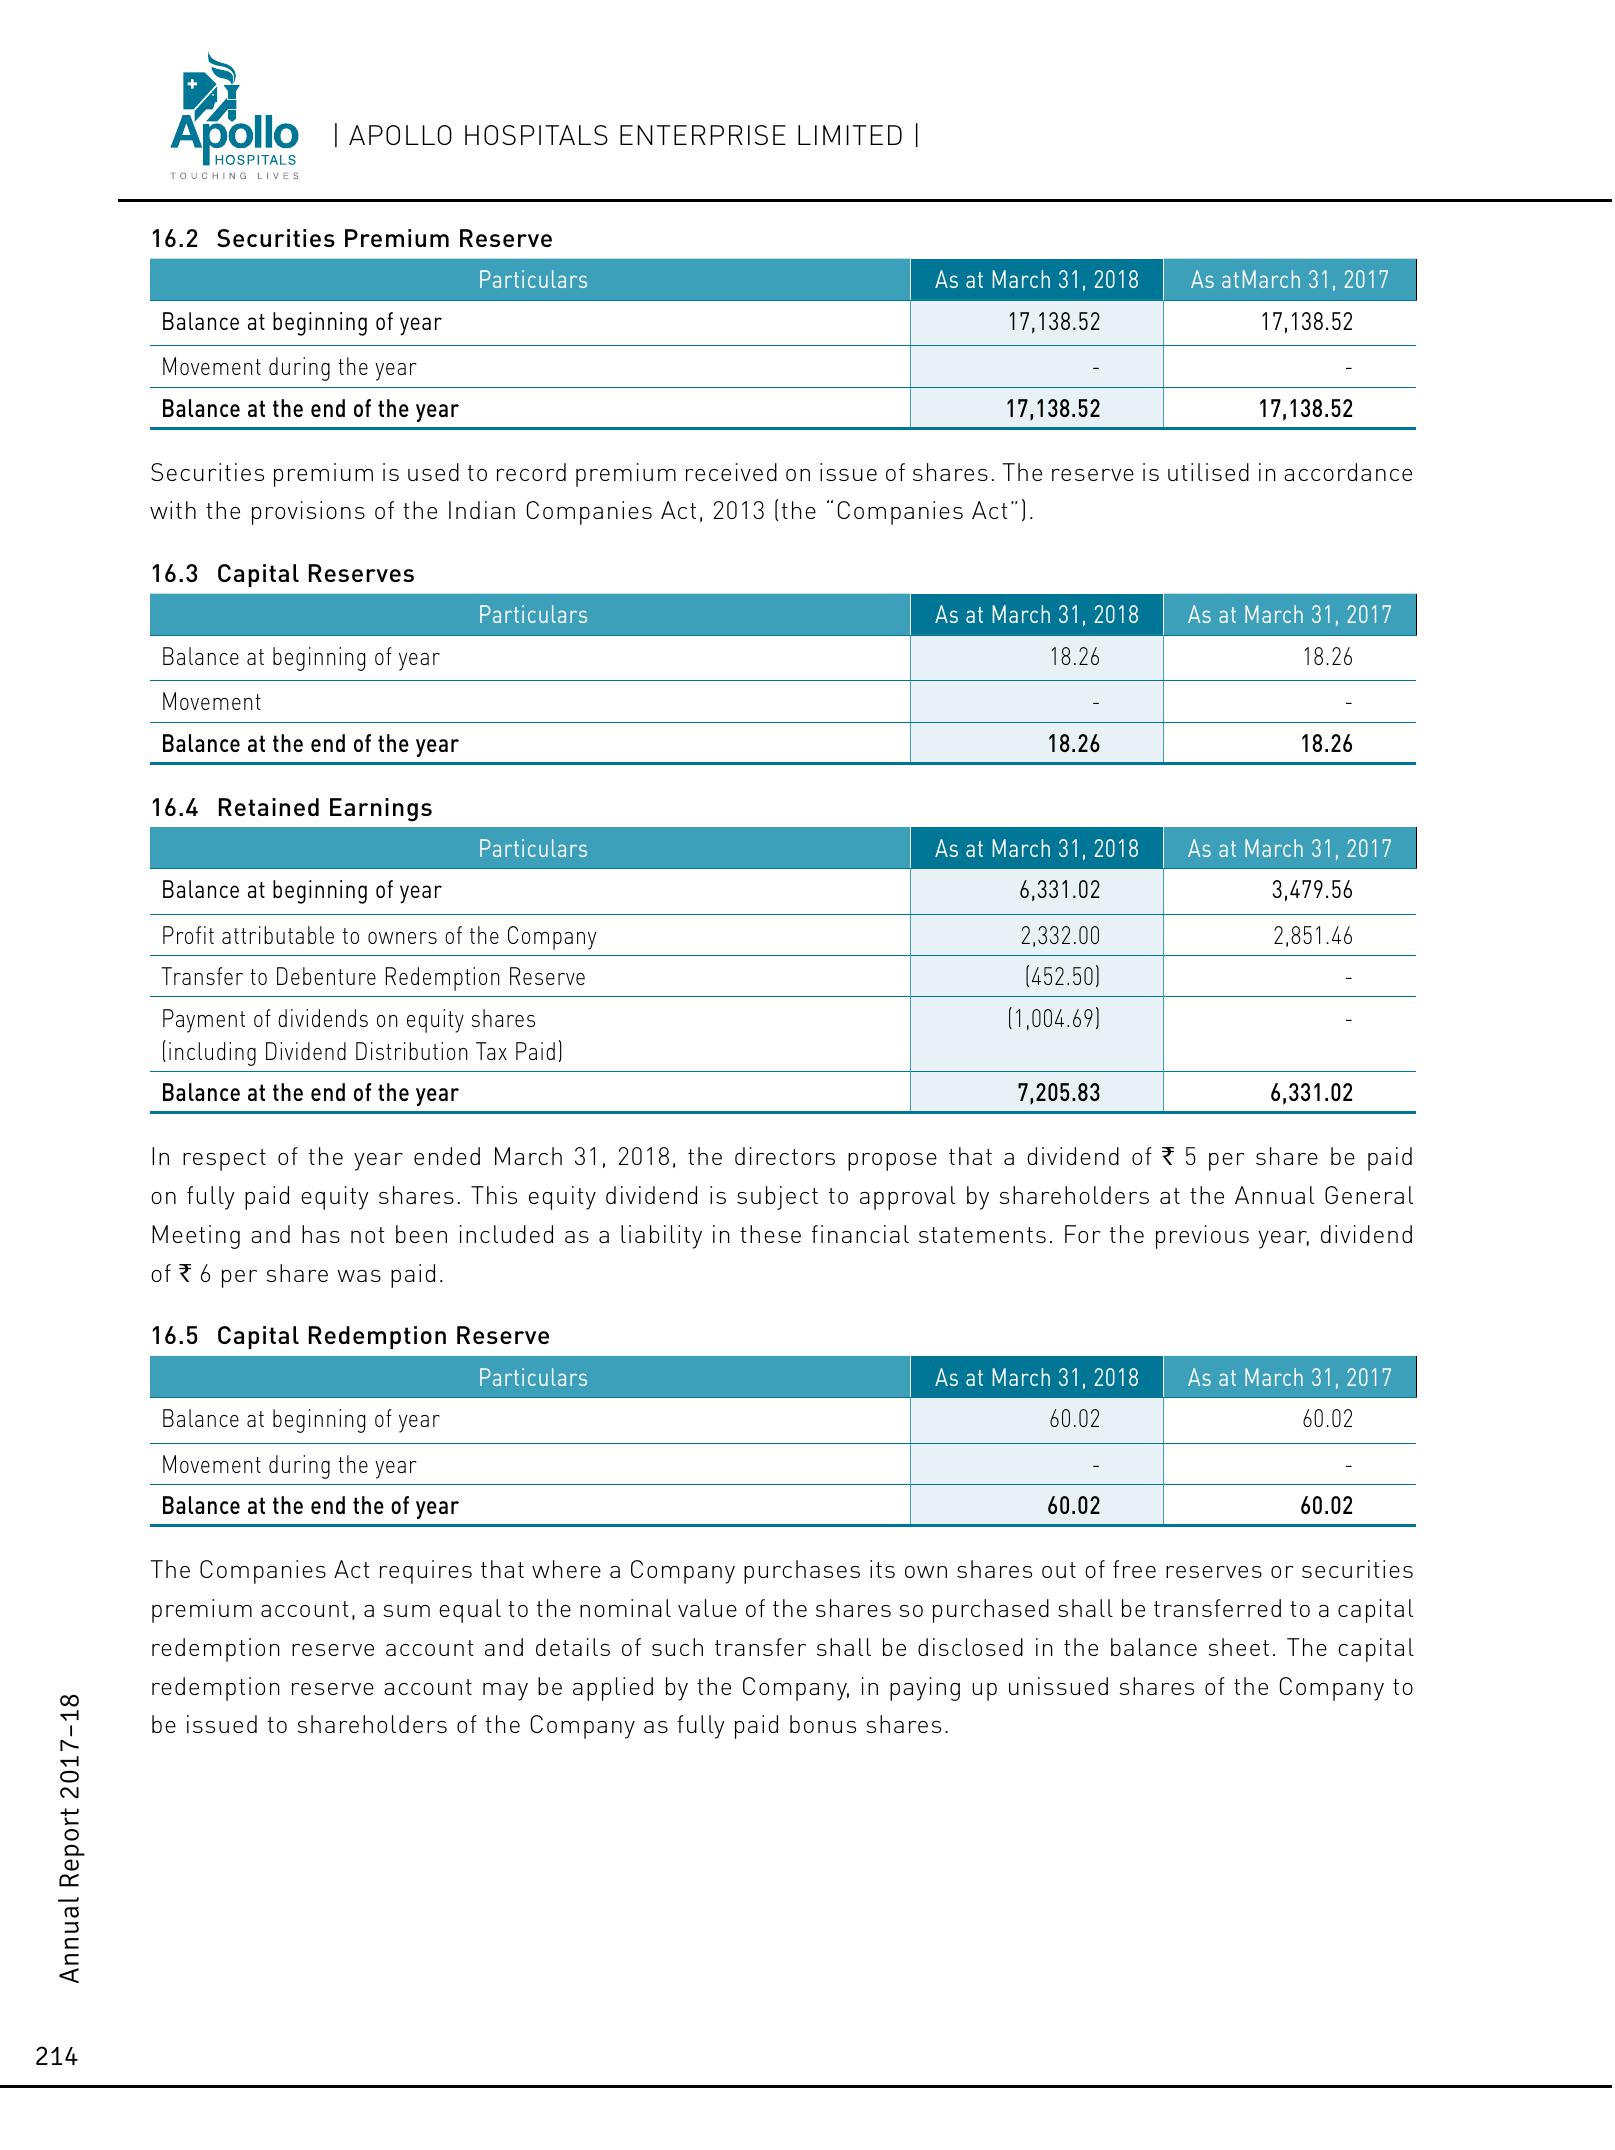 Apollo
HOSPITALS
TOUCHING LIVES
| APOLLO HOSPITALS ENTERPRISE LIMITED |
16.2 Securities Premium Reserve
Particulars As at March 31, 2018 As atMarch 31, 2017
Balance at beginning of year 17,138.52 17,138.52
Movement during the year - -
Balance at the end of the year 17,138.52 17,138.52
Securities premium is used to record premium received on issue of shares. The reserve is utilised in accordance
with the provisions of the Indian Companies Act, 2013 (the “Companies Act”).
16.3 Capital Reserves
Particulars As at March 31, 2018 As at March 31, 2017
Balance at beginning of year 18.26 18.26
Movement - -
Balance at the end of the year 18.26 18.26
16.4 Retained Earnings
Particulars As at March 31, 2018 As at March 31, 2017
Balance at beginning of year 6,331.02 3,479.56
Profit attributable to owners of the Company 2,332.00 2,851.46
Transfer to Debenture Redemption Reserve (452.50) -
Payment of dividends on equity shares (1,004.69) -
(including Dividend Distribution Tax Paid)
Balance at the end of the year 7,205.83 6,331.02
In respect of the year ended March 31, 2018, the directors propose that a dividend of ₹ 5 per share be paid
on fully paid equity shares. This equity dividend is subject to approval by shareholders at the Annual General
Meeting and has not been included as a liability in these financial statements. For the previous year, dividend
of ₹ 6 per share was paid.
16.5 Capital Redemption Reserve
Particulars As at March 31, 2018 As at March 31, 2017
Balance at beginning of year 60.02 60.02
Movement during the year - -
Balance at the end the of year 60.02 60.02
The Companies Act requires that where a Company purchases its own shares out of free reserves or securities
premium account, a sum equal to the nominal value of the shares so purchased shall be transferred to a capital
redemption reserve account and details of such transfer shall be disclosed in the balance sheet. The capital
redemption reserve account may be applied by the Company, in paying up unissued shares of the Company to
be issued to shareholders of the Company as fully paid bonus shares.
Annual Report 2017–18
214